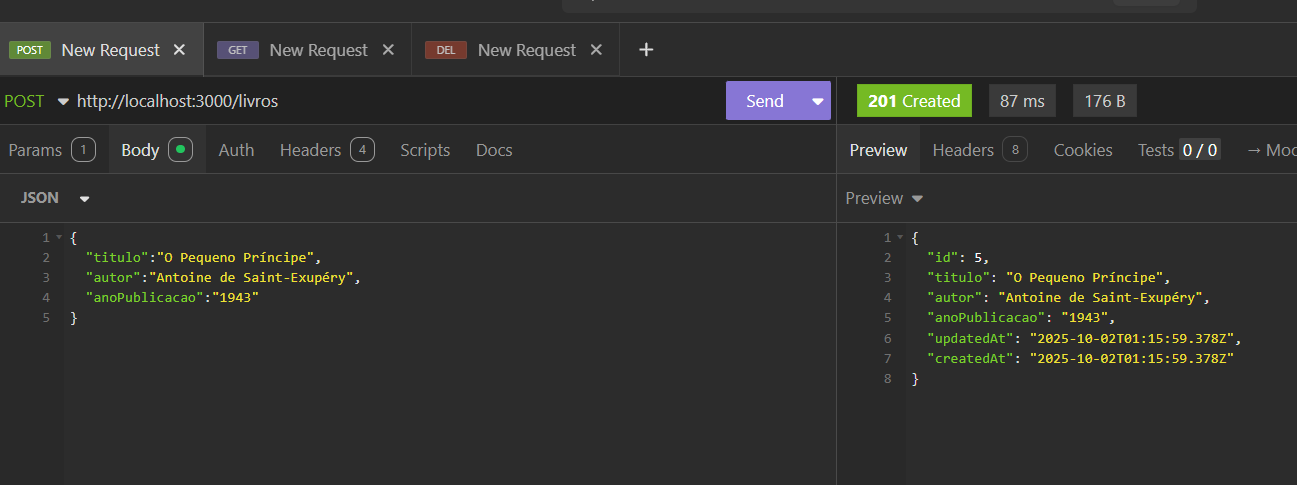 POST New Request × GET New Request × DEL New Request × +
POST http://localhost:3000/livros Send 201 Created 87 ms 176 B
Params 1 Body Auth Headers 4 Scripts Docs Preview Headers 8 Cookies Tests 0 / 0
JSON
Preview
1 {
2 "titulo":"O Pequeno Príncipe",
3 "autor":"Antoine de Saint-Exupéry",
4 "anoPublicacao":"1943"
5 }
1 {
2 "id": 5,
3 "titulo": "O Pequeno Príncipe",
4 "autor": "Antoine de Saint-Exupéry",
5 "anoPublicacao": "1943",
6 "updatedAt": "2025-10-02T01:15:59.378Z",
7 "createdAt": "2025-10-02T01:15:59.378Z"
8 }